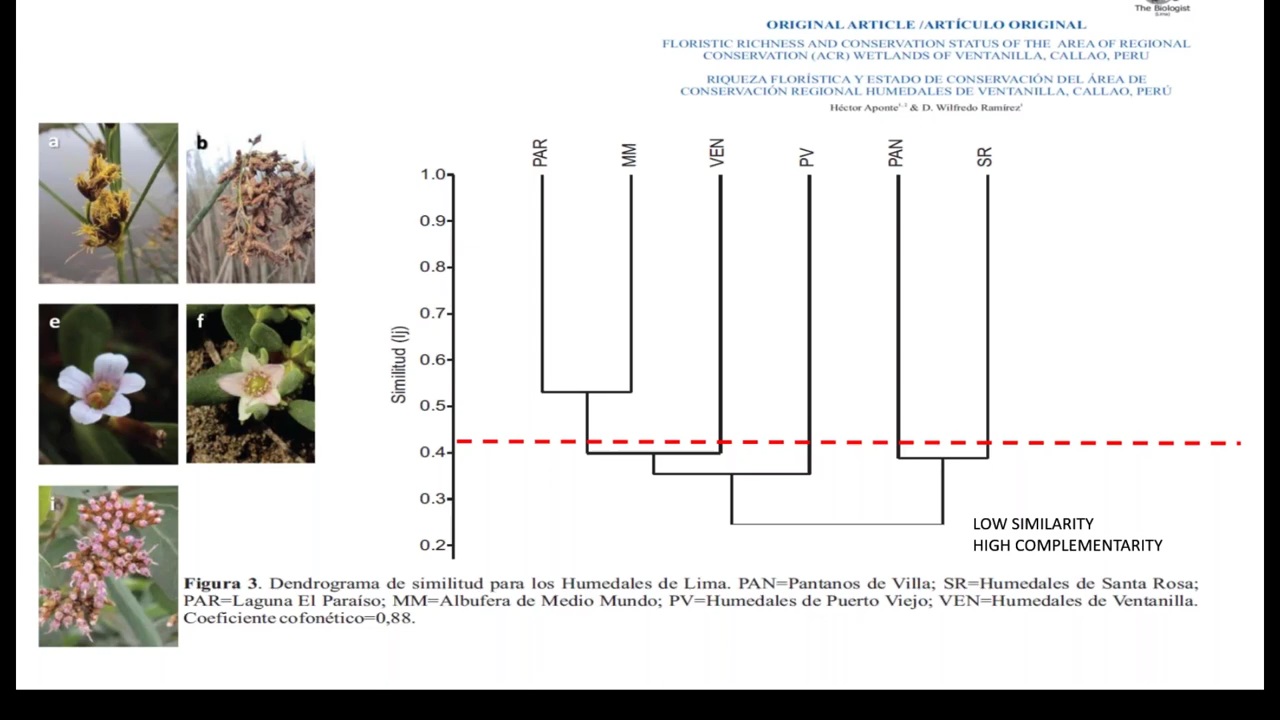 The Biologist
(Lima)
ORIGINAL ARTICLE /ARTÍCULO ORIGINAL
FLORISTIC RICHNESS AND CONSERVATION STATUS OF THE AREA OF REGIONAL
CONSERVATION (ACR) WETLANDS OF VENTANILLA, CALLAO, PERU
RIQUEZA FLORÍSTICA Y ESTADO DE CONSERVACIÓN DEL ÁREA DE
CONSERVACIÓN REGIONAL HUMEDALES DE VENTANILLA, CALLAO, PERÚ
Héctor Aponte & D. Wilfredo Ramírez
a
b
e
f
i
PAR MM VEN PV PAN SR
Similitud (Ij)
1.0
0.9
0.8
0.7
0.6
0.5
0.4
0.3
0.2
LOW SIMILARITY
HIGH COMPLEMENTARITY
Figura 3. Dendrograma de similitud para los Humedales de Lima. PAN=Pantanos de Villa; SR=Humedales de Santa Rosa;
PAR=Laguna El Paraíso; MM=Albufera de Medio Mundo; PV=Humedales de Puerto Viejo; VEN=Humedales de Ventanilla.
Coeficiente cofonético=0,88.